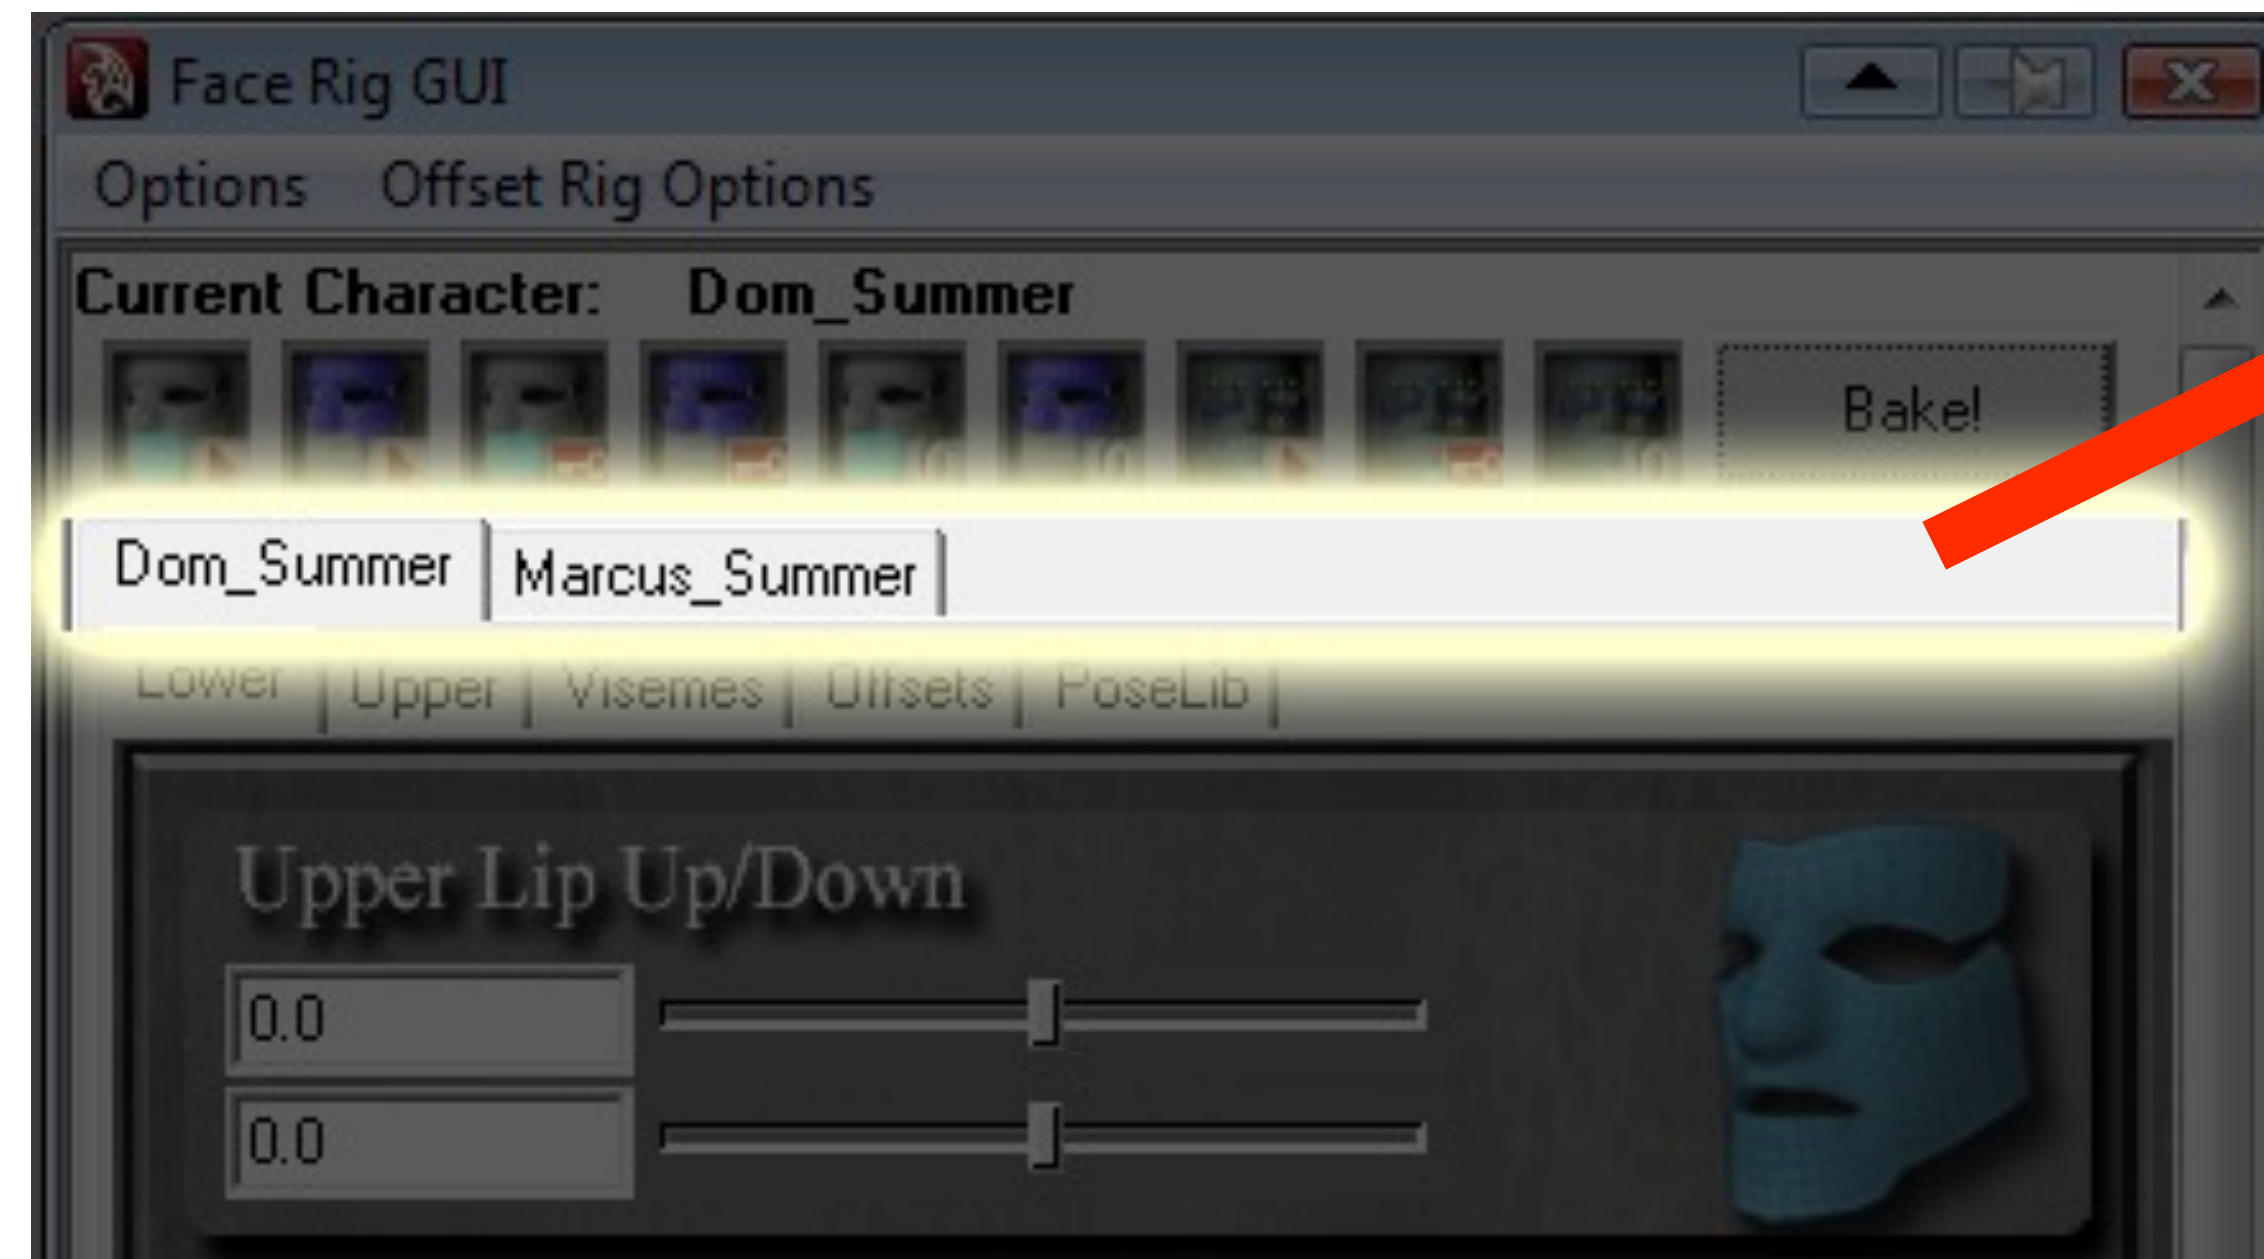 Face Rig GUI
Options Offset Rig Options
Current Character: Dom_Summer
Bake!
Dom_Summer Marcus_Summer
Lower Upper Visemes Offsets PoseLib
Upper Lip Up/Down
0.0
0.0